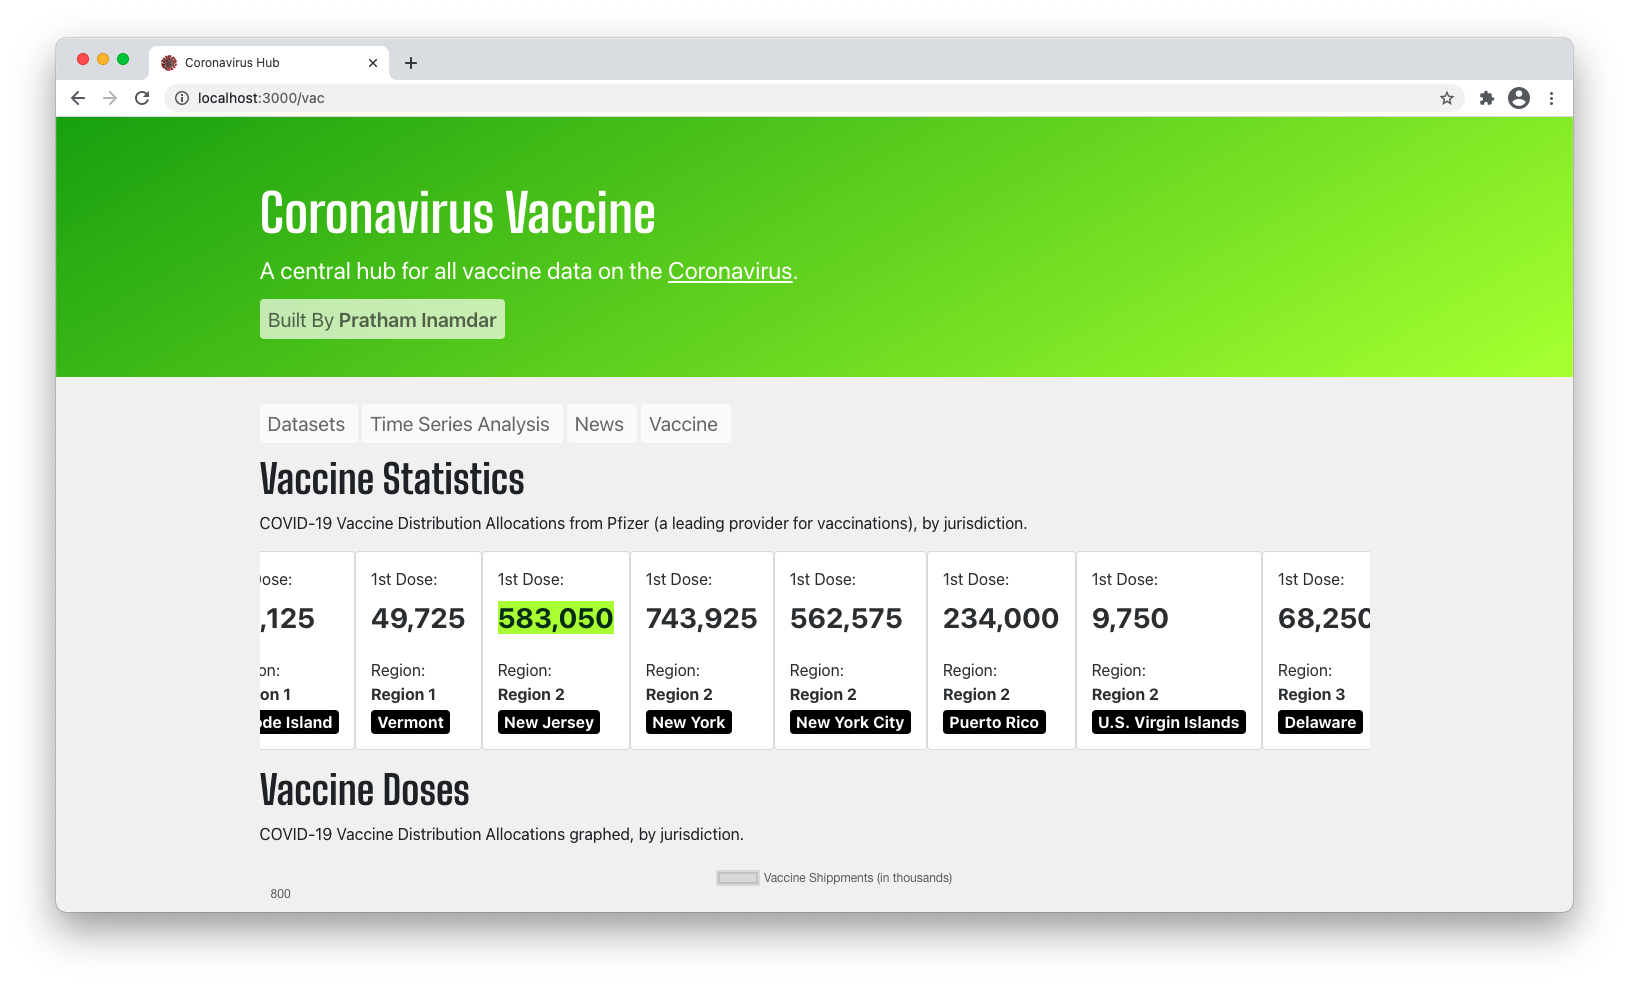 Coronavirus Hub
localhost:3000/vac
Coronavirus Vaccine
A central hub for all vaccine data on the Coronavirus.
Built By Pratham Inamdar
Datasets Time Series Analysis News Vaccine
Vaccine Statistics
COVID-19 Vaccine Distribution Allocations from Pfizer (a leading provider for vaccinations), by jurisdiction.
ose: 1st Dose: 1st Dose: 1st Dose: 1st Dose: 1st Dose: 1st Dose: 1st Dose:
,125 49,725 583,050 743,925 562,575 234,000 9,750 68,250
on: Region: Region: Region: Region: Region: Region: Region:
on 1 Region 1 Region 2 Region 2 Region 2 Region 2 Region 2 Region 3
de Island Vermont New Jersey New York New York City Puerto Rico U.S. Virgin Islands Delaware
Vaccine Doses
COVID-19 Vaccine Distribution Allocations graphed, by jurisdiction.
Vaccine Shippments (in thousands)
800